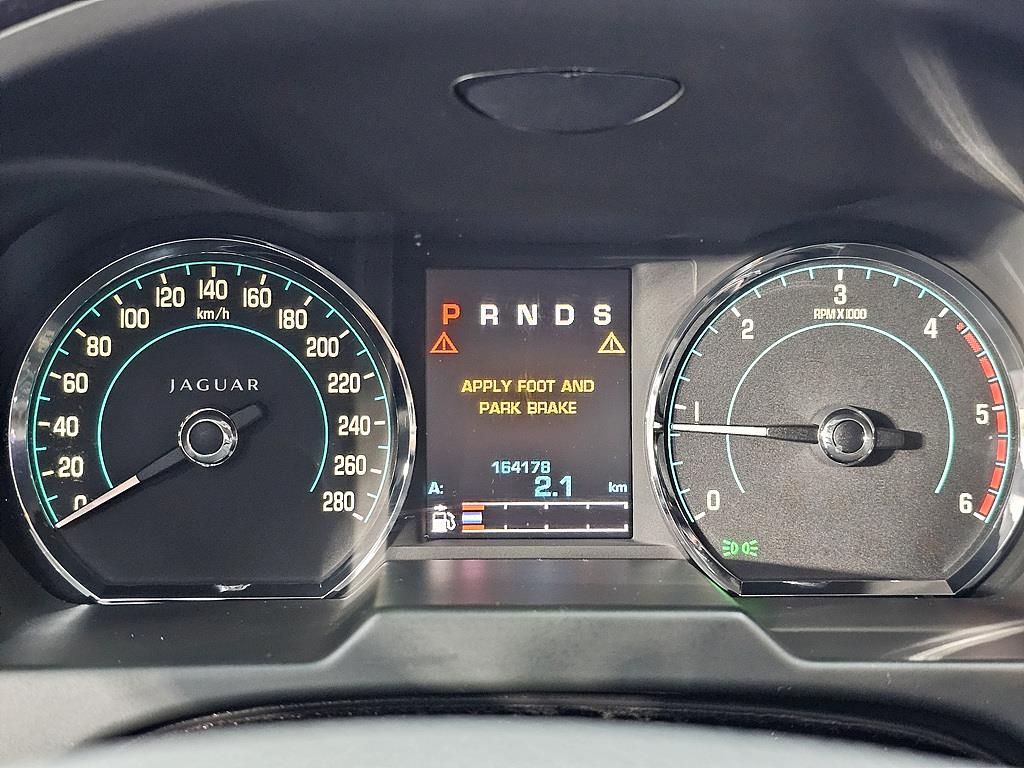 0 20 40 60 80 100 120 140 160 180 200 220 240 260 280
km/h
JAGUAR
P R N D S
APPLY FOOT AND
PARK BRAKE
164178
A: 2.1 km
0 1 2 3 4 5 6
RPM X 1000